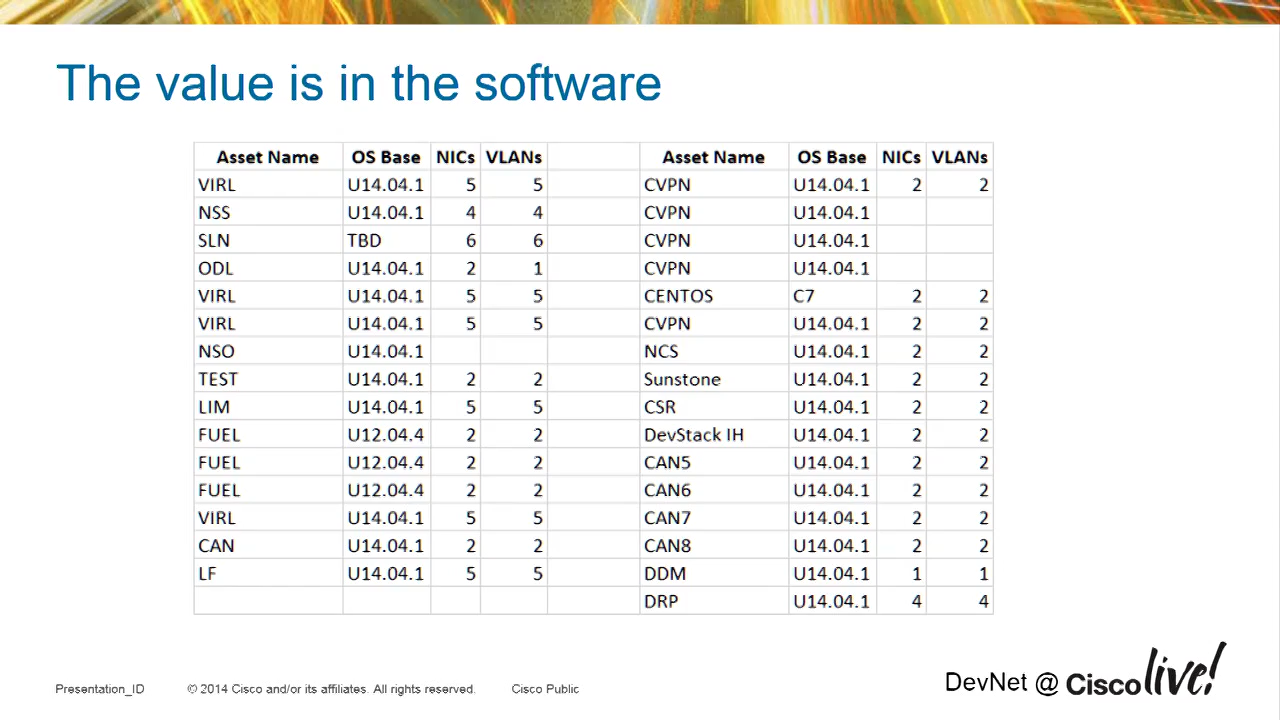 The value is in the software
Asset Name OS Base NICs VLANs Asset Name OS Base NICs VLANs
VIRL U14.04.1 5 5 CVPN U14.04.1 2 2
NSS U14.04.1 4 4 CVPN U14.04.1
SLN TBD 6 6 CVPN U14.04.1
ODL U14.04.1 2 1 CVPN U14.04.1
VIRL U14.04.1 5 5 CENTOS C7 2 2
VIRL U14.04.1 5 5 CVPN U14.04.1 2 2
NSO U14.04.1 NCS U14.04.1 2 2
TEST U14.04.1 2 2 Sunstone U14.04.1 2 2
LIM U14.04.1 5 5 CSR U14.04.1 2 2
FUEL U12.04.4 2 2 DevStack IH U14.04.1 2 2
FUEL U12.04.4 2 2 CAN5 U14.04.1 2 2
FUEL U12.04.4 2 2 CAN6 U14.04.1 2 2
VIRL U14.04.1 5 5 CAN7 U14.04.1 2 2
CAN U14.04.1 2 2 CAN8 U14.04.1 2 2
LF U14.04.1 5 5 DDM U14.04.1 1 1
DRP U14.04.1 4 4
Presentation_ID © 2014 Cisco and/or its affiliates. All rights reserved. Cisco Public
DevNet @ Cisco live!